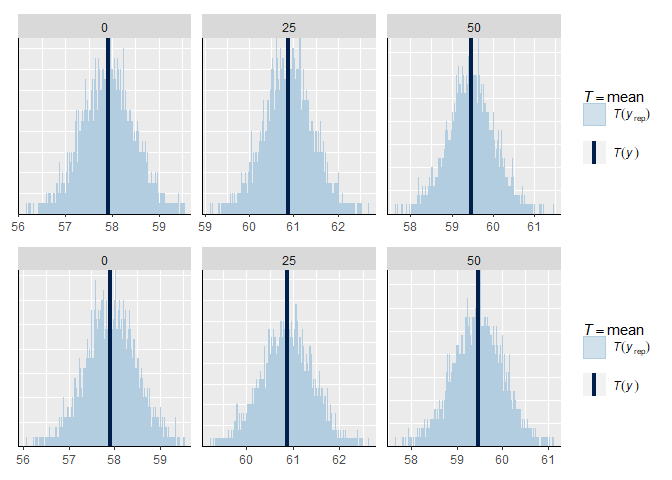 0 25 50
T = mean
T(yrep)
T(y)
56 57 58 59 59 60 61 62 58 59 60 61
0 25 50
T = mean
T(yrep)
T(y)
56 57 58 59 60 61 62 58 59 60 61